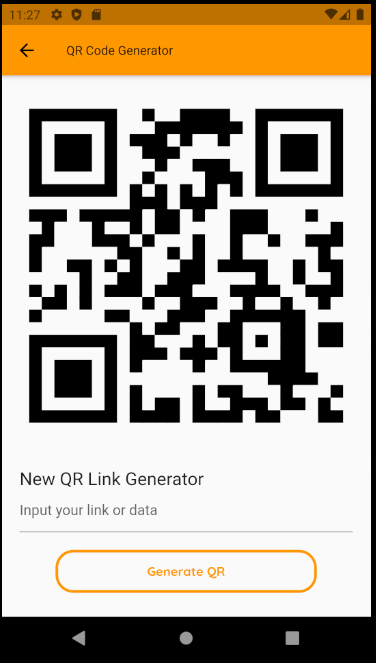 11:27
QR Code Generator
New QR Link Generator
Input your link or data
Generate QR